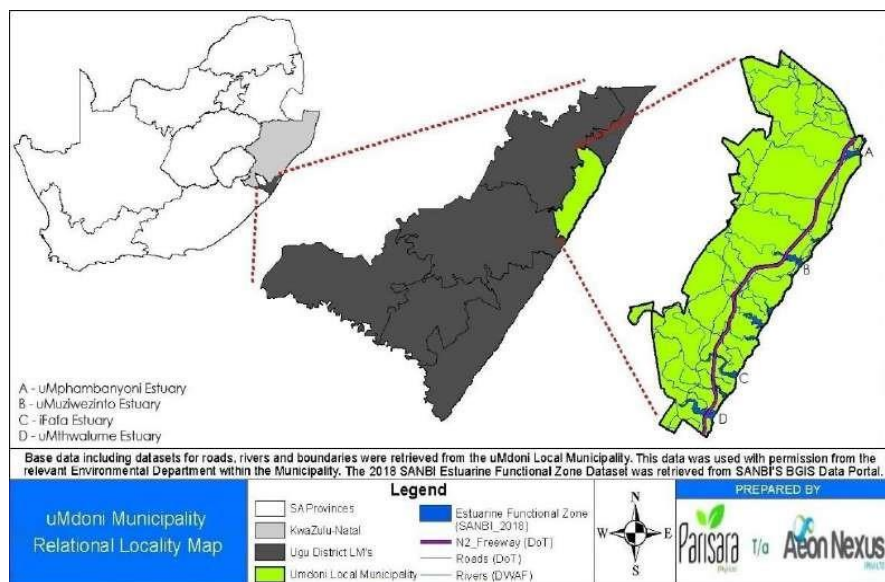 A
B
C
D
A - uMphambanyoni Estuary
B - uMuziwezinto Estuary
C - iFafa Estuary
D - uMthwalume Estuary
Base data including datasets for roads, rivers and boundaries were retrieved from the uMdoni Local Municipality. This data was used with permission from the
relevant Environmental Department within the Municipality. The 2018 SANBI Estuarine Functional Zone Dataset was retrieved from SANBI'S BGIS Data Portal.
uMdoni Municipality
Relational Locality Map
Legend
SA Provinces
KwaZulu-Natal
Ugu District LM's
Umdoni Local Municipality
Estuarine Functional Zone
(SANBI_2018)
N2_Freeway (DoT)
Roads (DoT)
Rivers (DWAF)
N
W
E
S
PREPARED BY
Parisara
T/a
Aeon Nexus